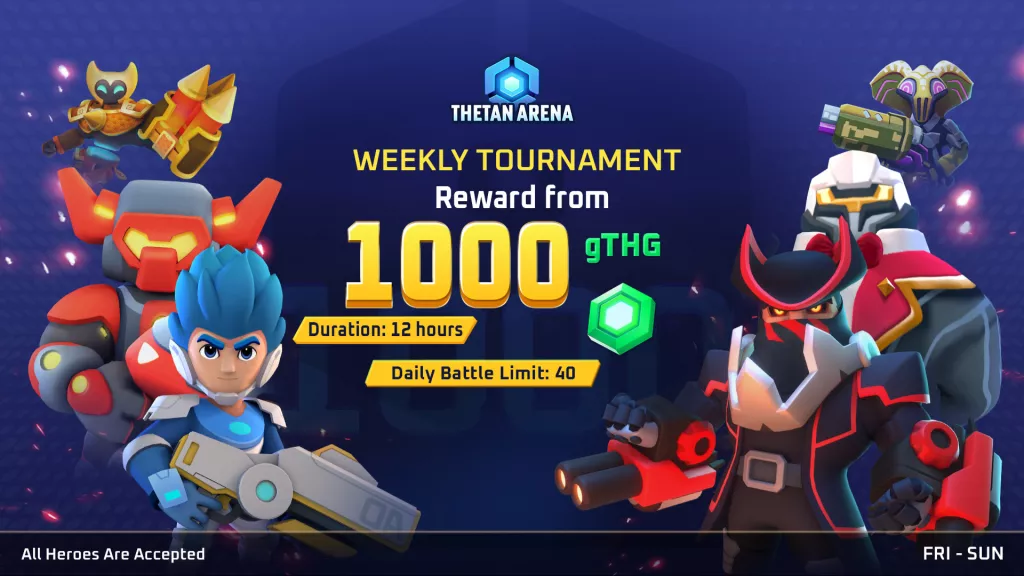 THETAN ARENA
WEEKLY TOURNAMENT
Reward from
1000 gTHG
Duration: 12 hours
Daily Battle Limit: 40
All Heroes Are Accepted
FRI - SUN